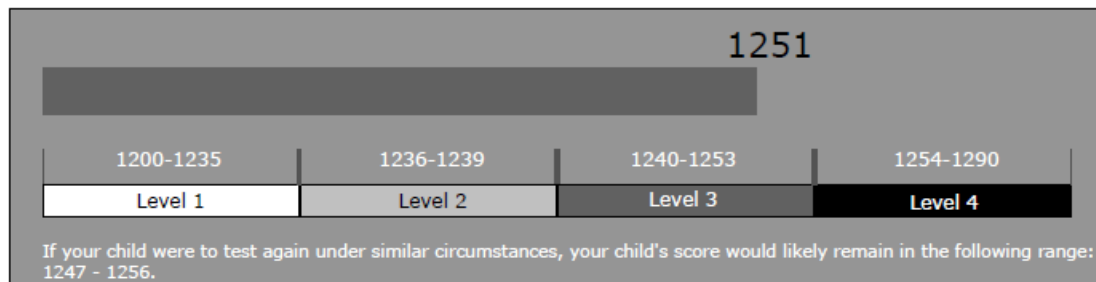 1251
1200-1235 1236-1239 1240-1253 1254-1290
Level 1 Level 2 Level 3 Level 4
If your child were to test again under similar circumstances, your child's score would likely remain in the following range:
1247 - 1256.